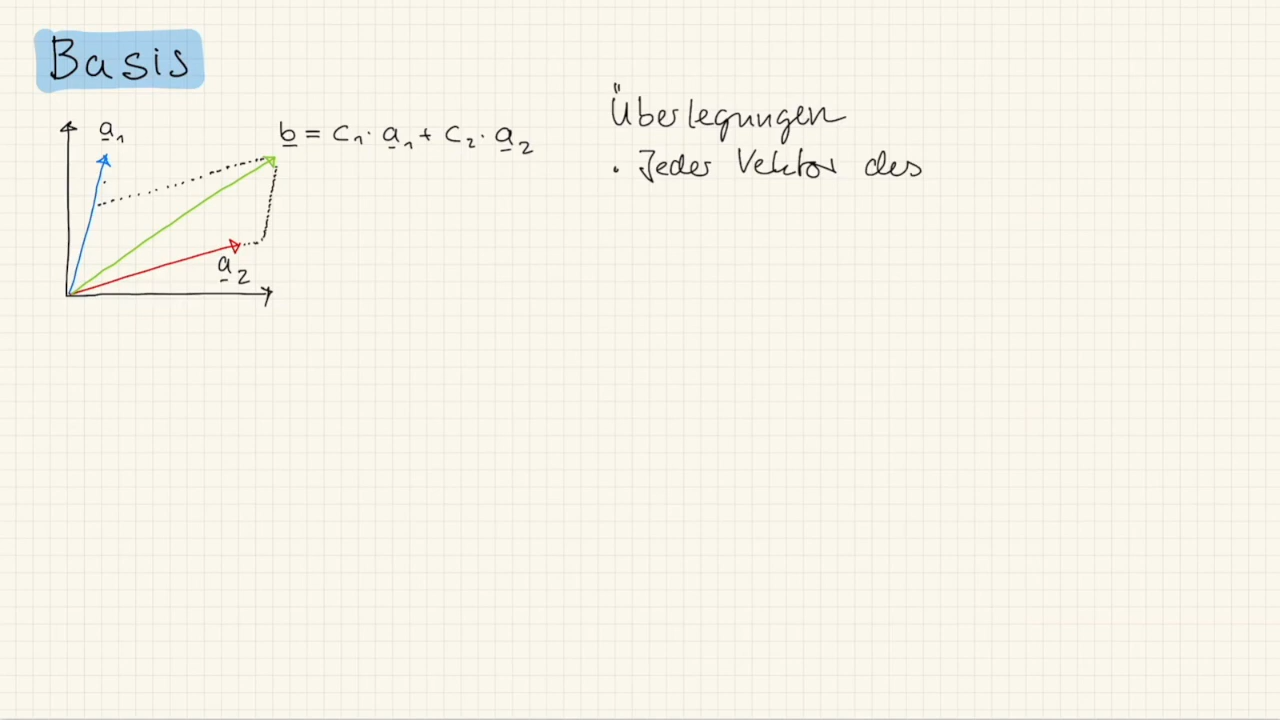 Basis
a₁
b = c₁ · a₁ + c₂ · a₂
a₂
Überlegungen
· Jeder Vektor des